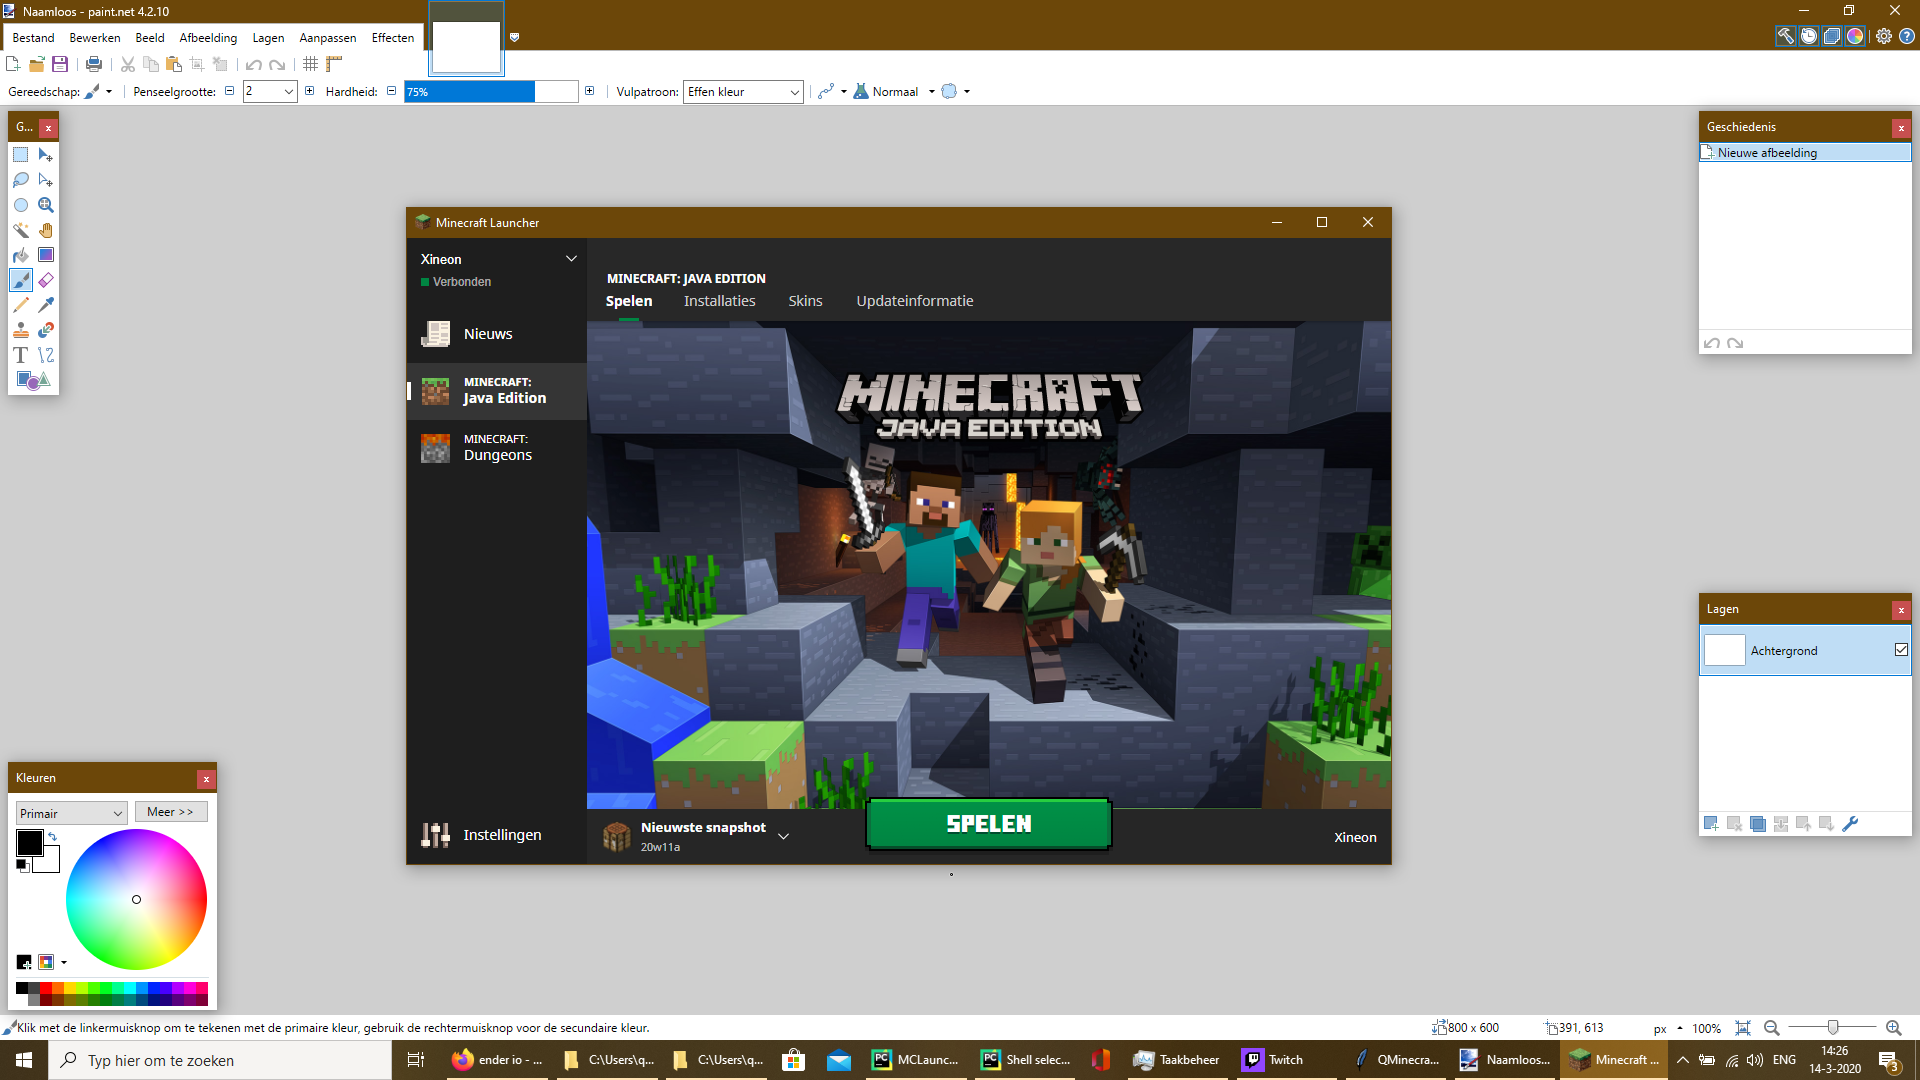 Naamloos - paint.net 4.2.10
Bestand Bewerken Beeld Afbeelding Lagen Aanpassen Effecten
Gereedschap: Penseelgrootte: 2 Hardheid: 75% Vulpatroon: Effen kleur Normaal
G...
Geschiedenis
Nieuwe afbeelding
Minecraft Launcher
Xineon
Verbonden
MINECRAFT: JAVA EDITION
Spelen Installaties Skins Updateinformatie
Nieuws
MINECRAFT:
Java Edition
MINECRAFT:
Dungeons
MINECRAFT
JAVA EDITION
Instellingen
Nieuwste snapshot
20w11a
SPELEN
Xineon
Lagen
Achtergrond
Kleuren
Primair
Meer >>
Klik met de linkermuisknop om te tekenen met de primaire kleur, gebruik de rechtermuisknop voor de secundaire kleur.
800 x 600 391, 613 px 100%
Typ hier om te zoeken
ender io - ...
C:\Users\q...
C:\Users\q...
MCLaunc...
Shell selec...
Taakbeheer
Twitch
QMinecra...
Naamloos...
Minecraft ...
ENG
14:26
14-3-2020
3